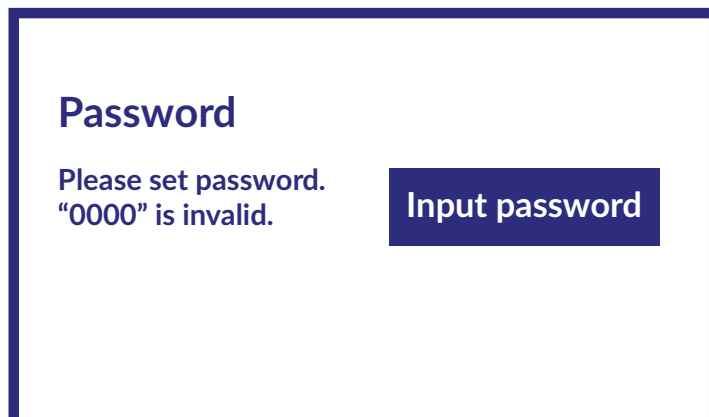 Password
Please set password.
“0000” is invalid.
Input password